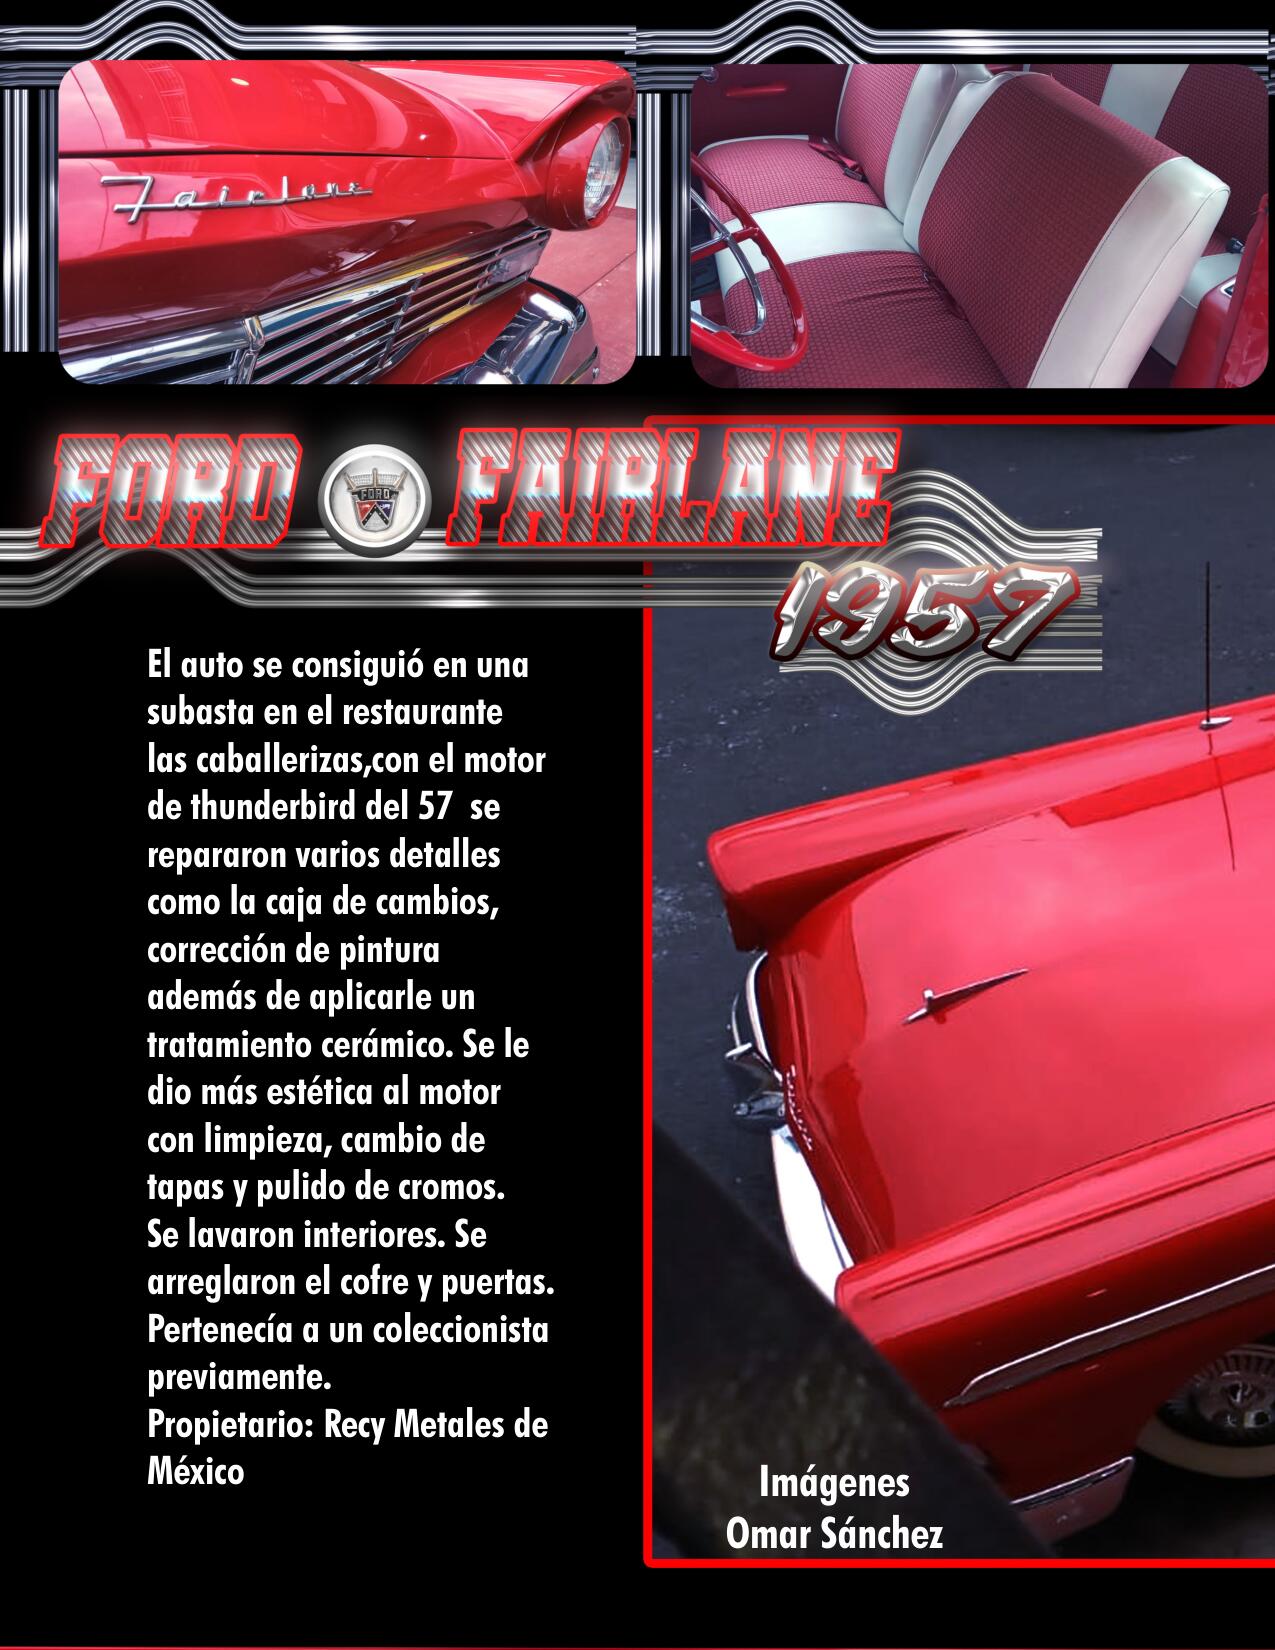 Fairlane
FORD FORD FAIRLANE
1957
El auto se consiguió en una
subasta en el restaurante
las caballerizas,con el motor
de thunderbird del 57 se
repararon varios detalles
como la caja de cambios,
corrección de pintura
además de aplicarle un
tratamiento cerámico. Se le
dio más estética al motor
con limpieza, cambio de
tapas y pulido de cromos.
Se lavaron interiores. Se
arreglaron el cofre y puertas.
Pertenecía a un coleccionista
previamente.
Propietario: Recy Metales de
México
Imágenes
Omar Sánchez